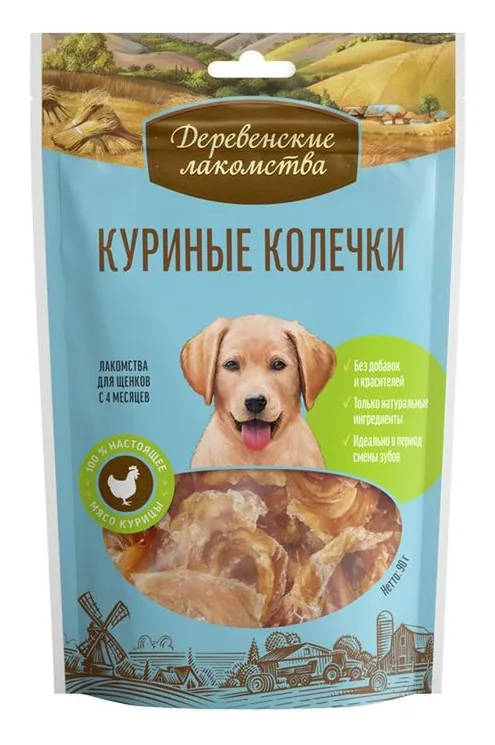 Деревенские
лакомства
КУРИНЫЕ КОЛЕЧКИ
ЛАКОМСТВА
ДЛЯ ЩЕНКОВ
С 4 МЕСЯЦЕВ
Без добавок
и красителей
Только натуральные
ингредиенты
Идеально в период
смены зубов
100% НАСТОЯЩЕЕ
МЯСО КУРИЦЫ
Нетто: 90 г